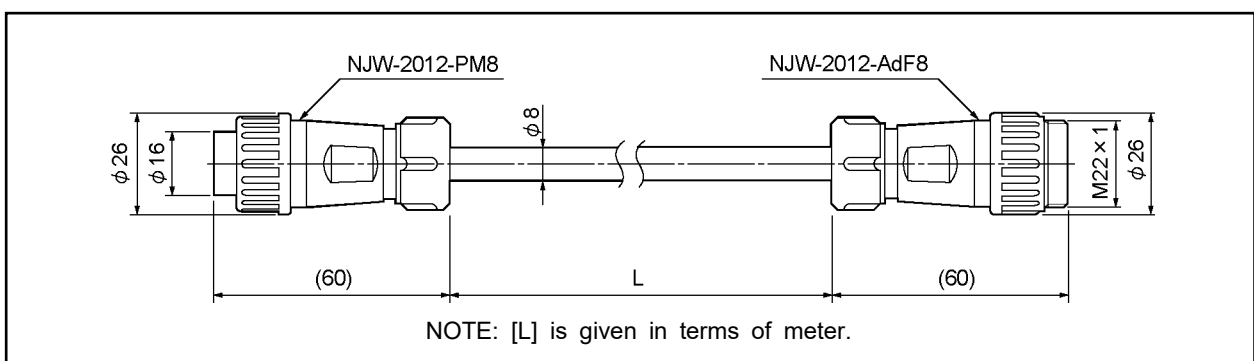 NJW-2012-PM8
NJW-2012-AdF8
φ26
φ16
φ8
M22×1
φ26
(60)
L
(60)
NOTE: [L] is given in terms of meter.